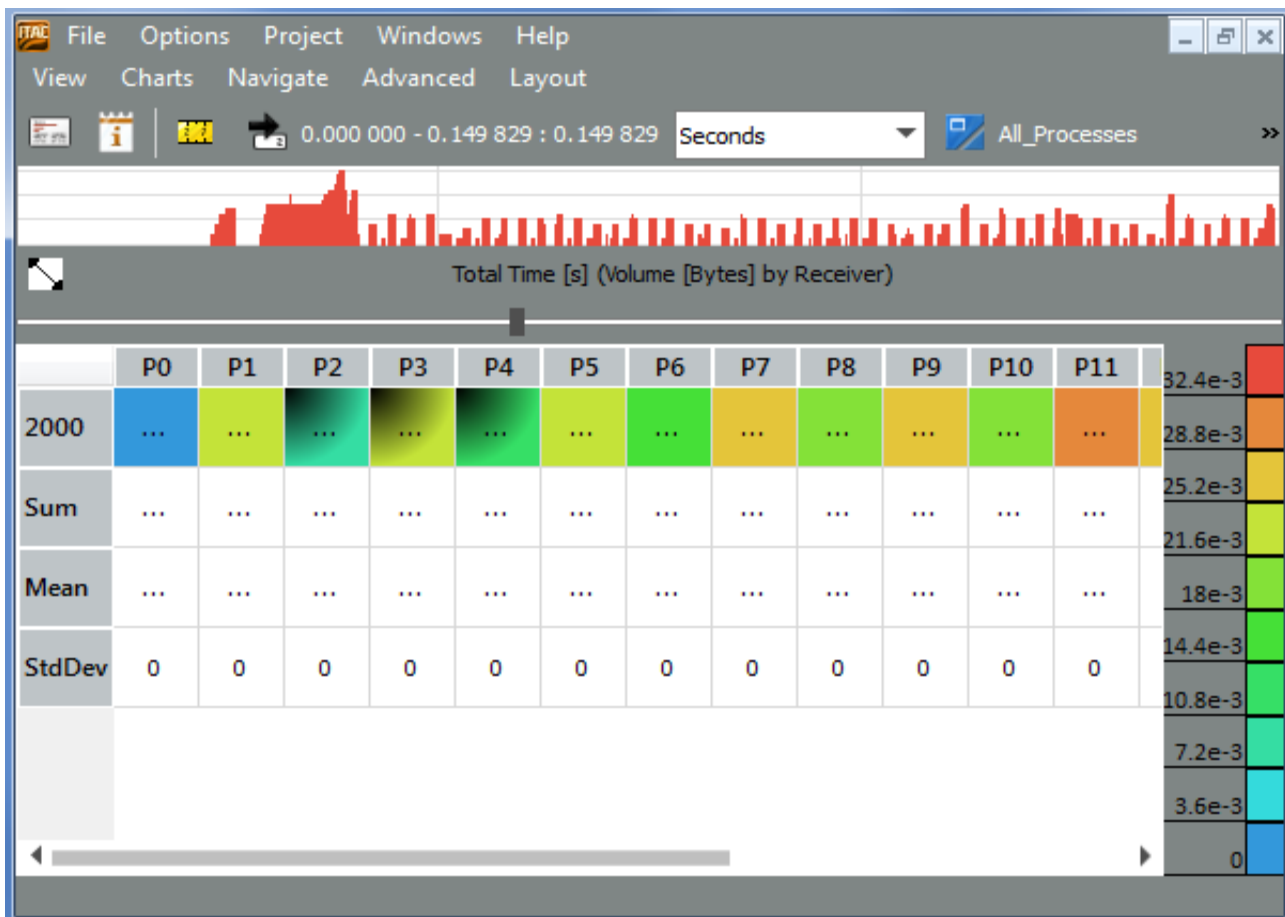 ITAC File Options Project Windows Help
View Charts Navigate Advanced Layout
i 2 0.000 000 - 0.149 829 : 0.149 829 Seconds All_Processes »
Total Time [s] (Volume [Bytes] by Receiver)
P0 P1 P2 P3 P4 P5 P6 P7 P8 P9 P10 P11
2000 ... ... ... ... ... ... ... ... ... ... ... ...
Sum ... ... ... ... ... ... ... ... ... ... ... ...
Mean ... ... ... ... ... ... ... ... ... ... ... ...
StdDev 0 0 0 0 0 0 0 0 0 0 0 0
32.4e-3
28.8e-3
25.2e-3
21.6e-3
18e-3
14.4e-3
10.8e-3
7.2e-3
3.6e-3
0